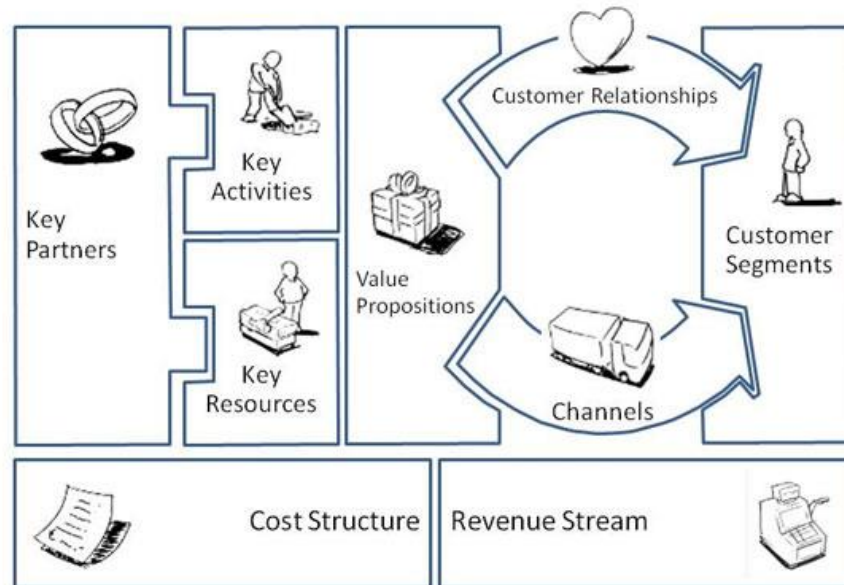 Key
Partners
Key
Activities
Key
Resources
Value
Propositions
Customer Relationships
Channels
Customer
Segments
Cost Structure
Revenue Stream